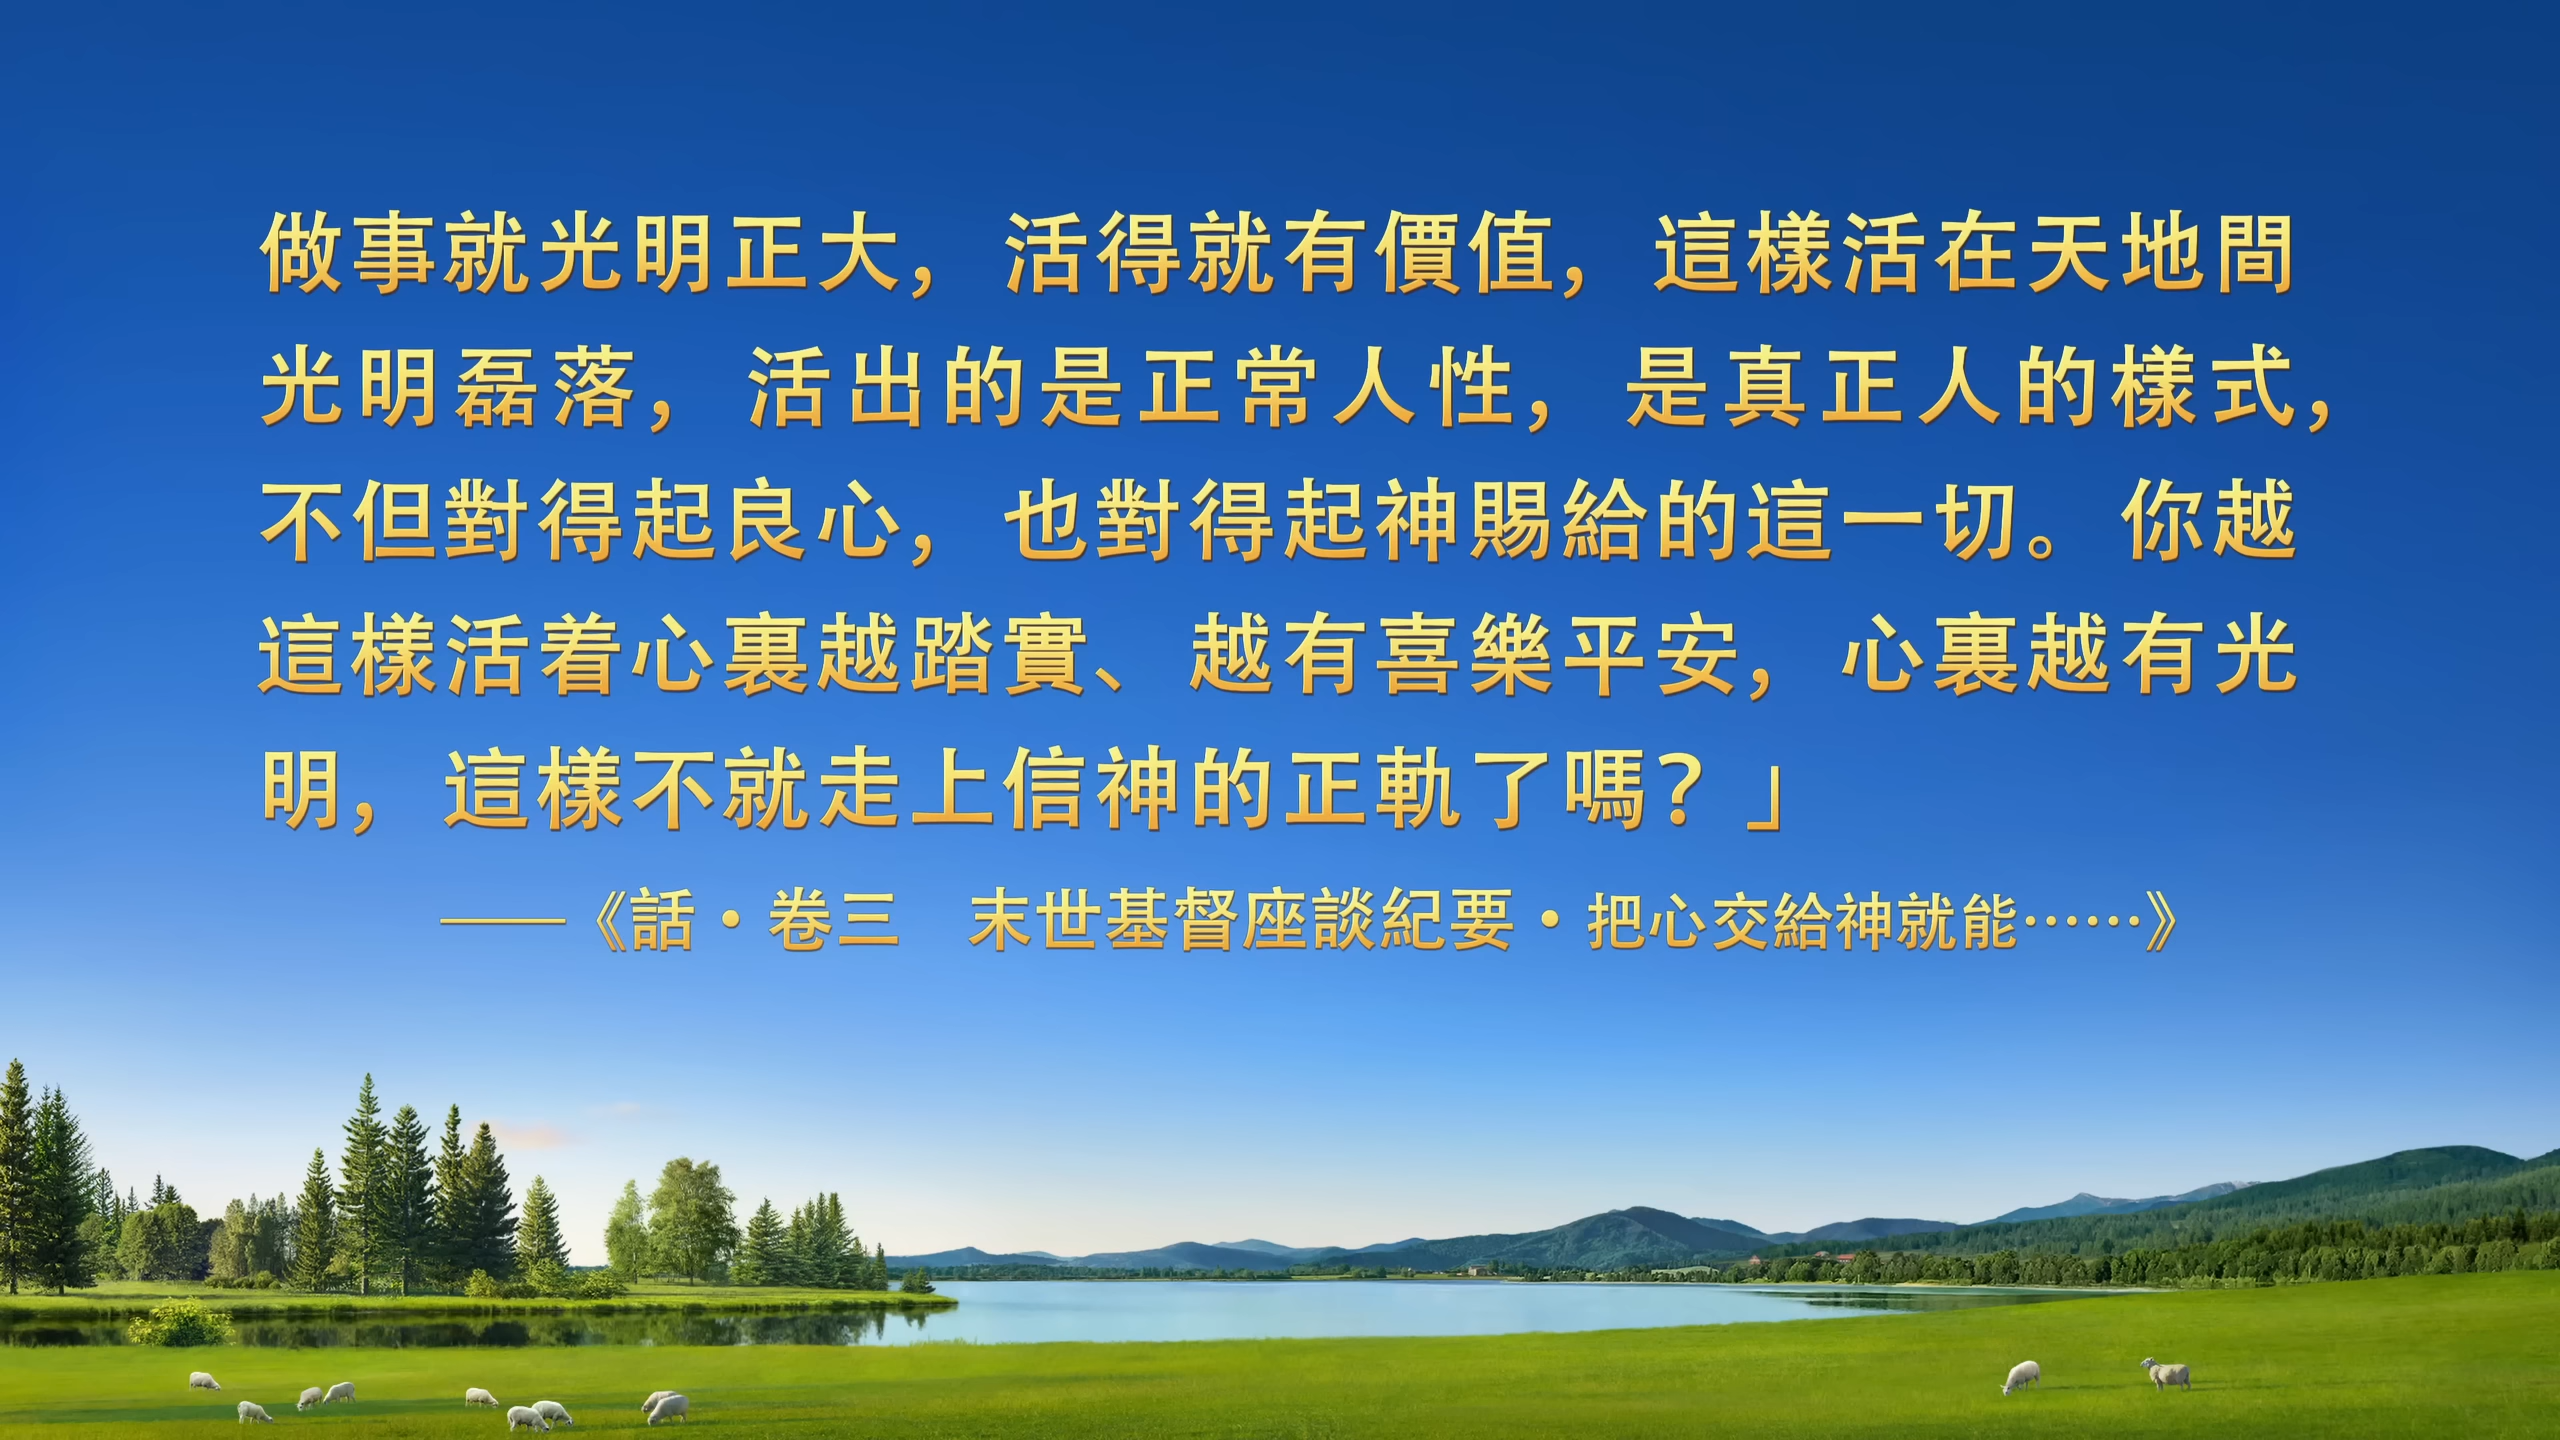 做事就光明正大，活得就有價值，這樣活在天地間
光明磊落，活出的是正常人性，是真正人的樣式，
不但對得起良心，也對得起神賜給的這一切。你越
這樣活着心裏越踏實、越有喜樂平安，心裏越有光
明，這樣不就走上信神的正軌了嗎？」
——《話・卷三　末世基督座談紀要・把心交給神就能……》